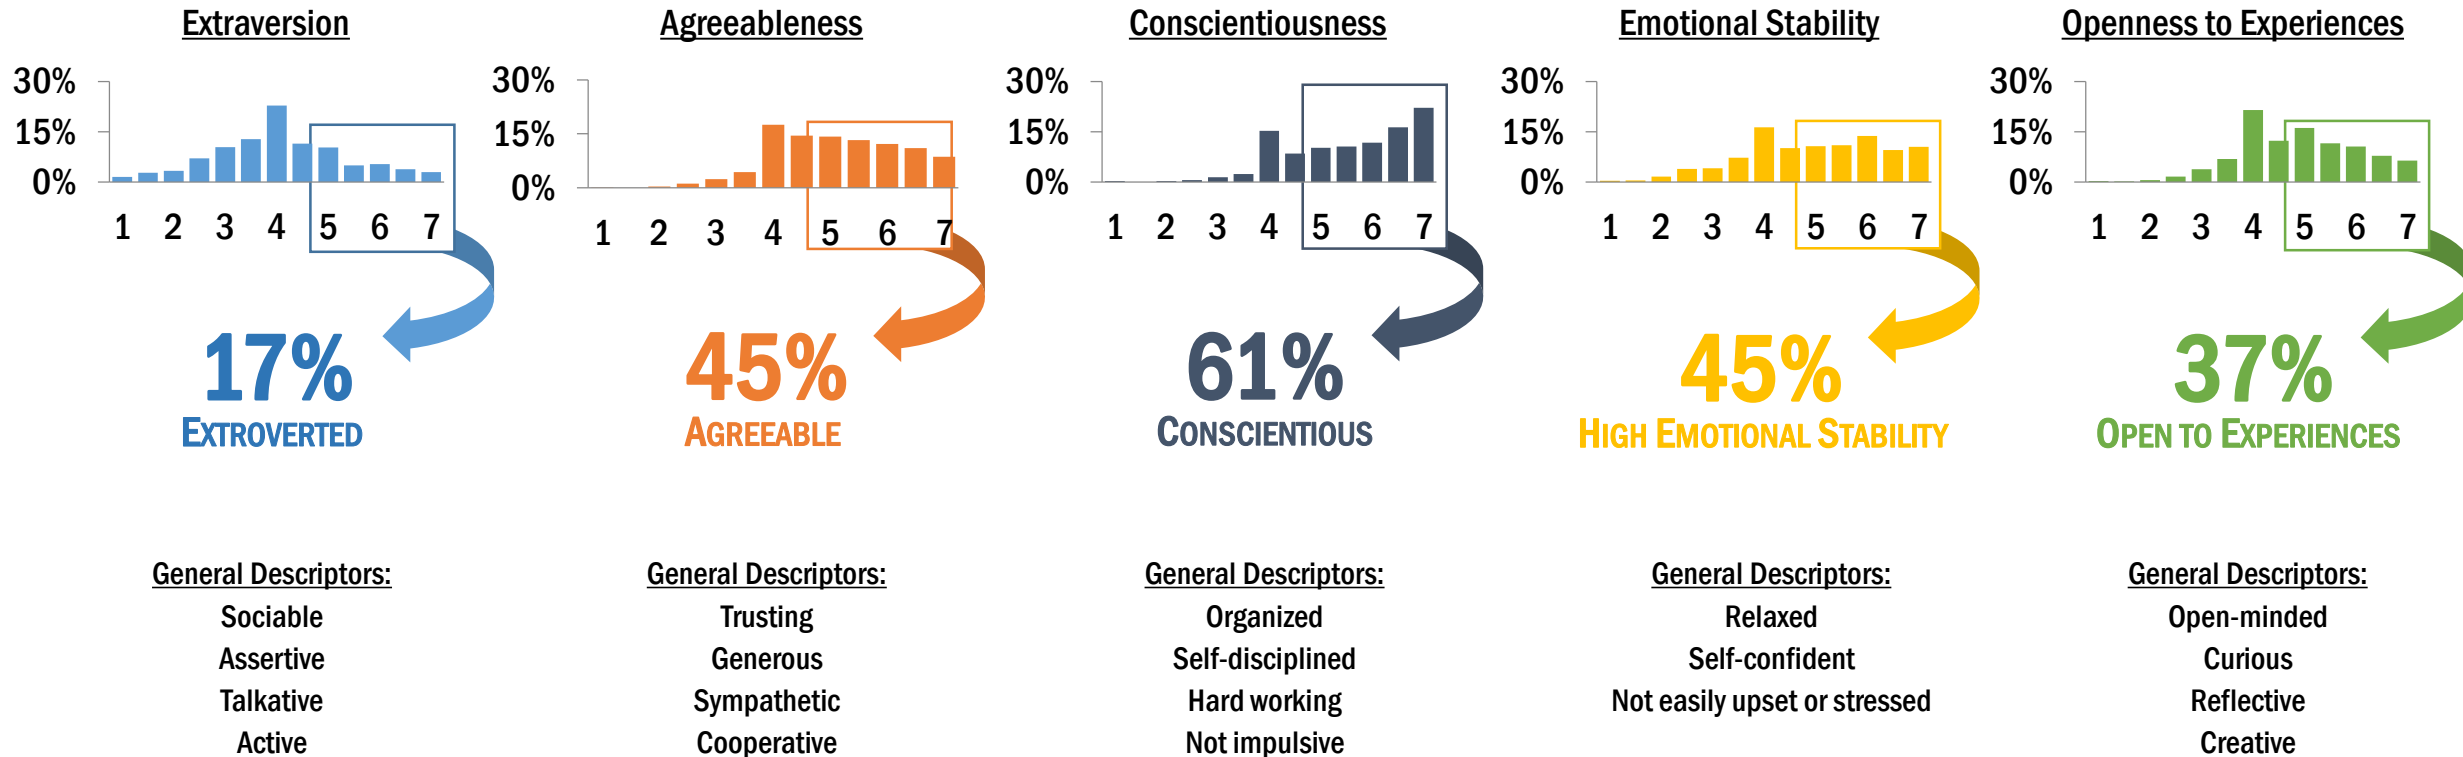 Extraversion
30%
15%
0%
1 2 3 4 5 6 7
17%
EXTROVERTED
General Descriptors:
Sociable
Assertive
Talkative
Active
Agreeableness
30%
15%
0%
1 2 3 4 5 6 7
45%
AGREEABLE
General Descriptors:
Trusting
Generous
Sympathetic
Cooperative
Conscientiousness
30%
15%
0%
1 2 3 4 5 6 7
61%
CONSCIENTIOUS
General Descriptors:
Organized
Self-disciplined
Hard working
Not impulsive
Emotional Stability
30%
15%
0%
1 2 3 4 5 6 7
45%
HIGH EMOTIONAL STABILITY
General Descriptors:
Relaxed
Self-confident
Not easily upset or stressed
Openness to Experiences
30%
15%
0%
1 2 3 4 5 6 7
37%
OPEN TO EXPERIENCES
General Descriptors:
Open-minded
Curious
Reflective
Creative